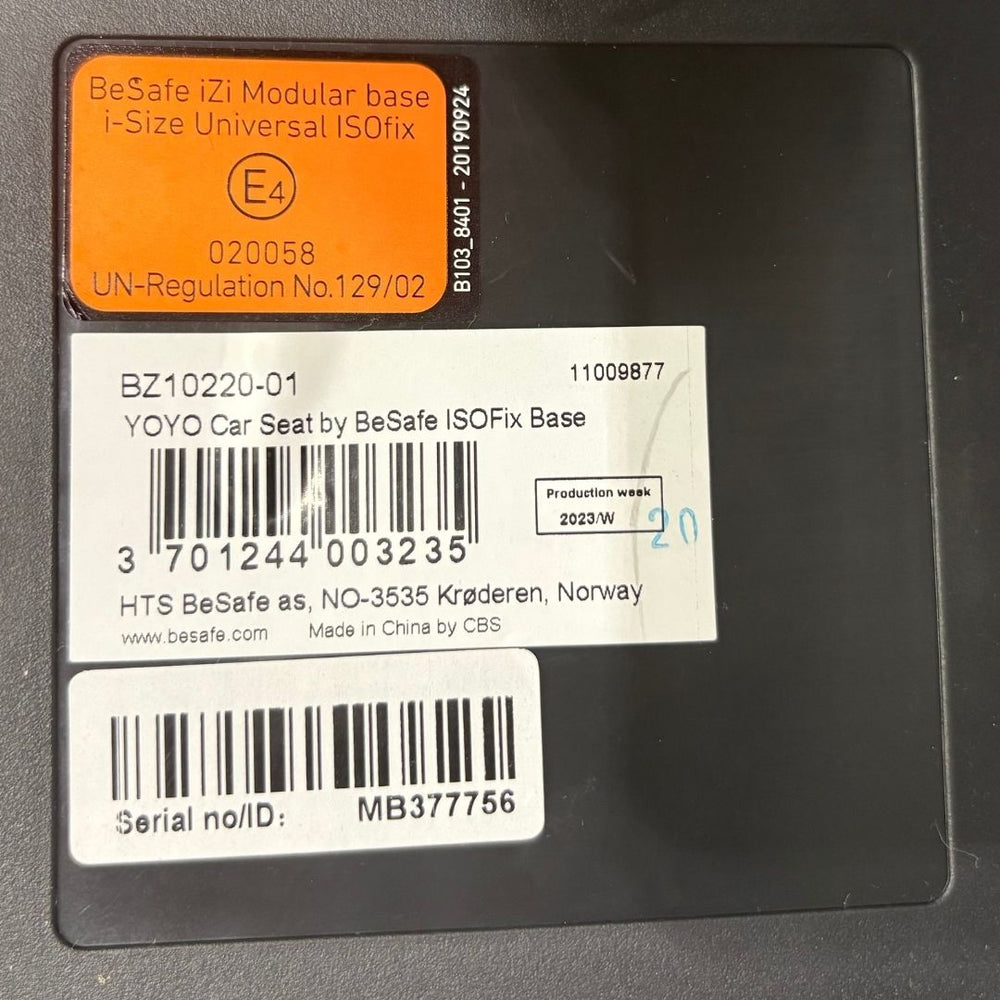 BeSafe iZi Modular base
i-Size Universal ISOfix
E4
020058
UN-Regulation No.129/02
B103_8401 - 20190924
BZ10220-01
11009877
YOYO Car Seat by BeSafe ISOFix Base
Production week
2023/W 20
3 701244 003235
HTS BeSafe as, NO-3535 Krøderen, Norway
www.besafe.com Made in China by CBS
Serial no/ID: MB377756